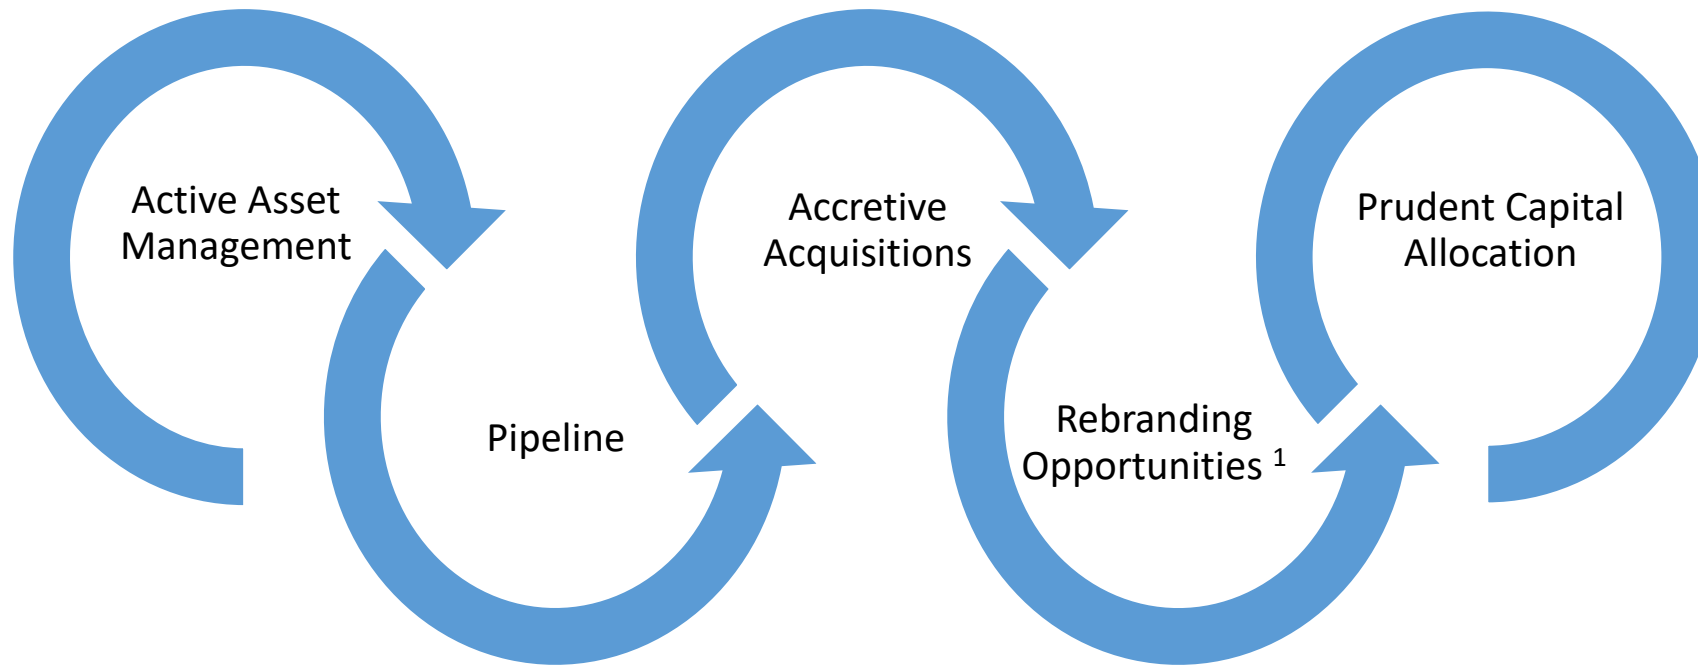 Active Asset
Management
Pipeline
Accretive
Acquisitions
Rebranding
Opportunities ¹
Prudent Capital
Allocation